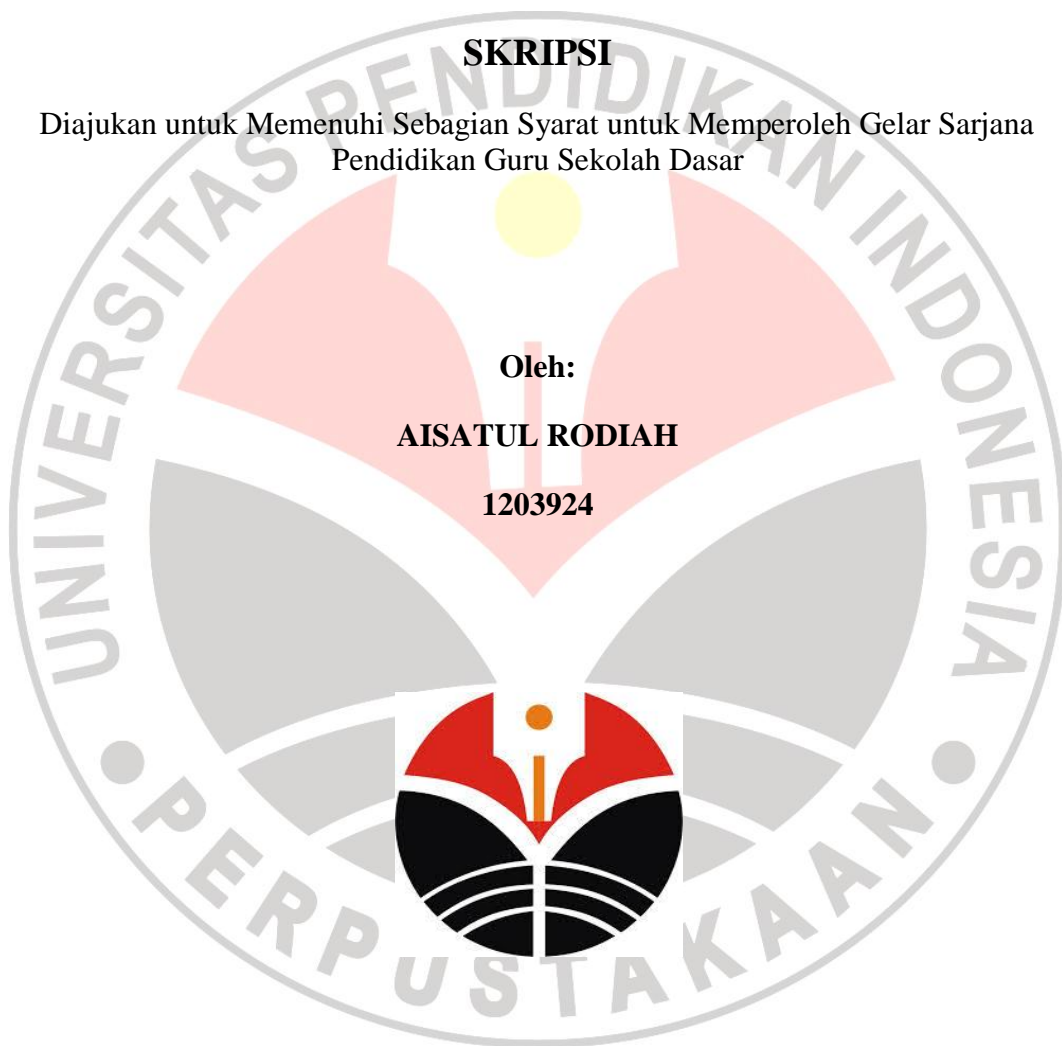 SKRIPSI
Diajukan untuk Memenuhi Sebagian Syarat untuk Memperoleh Gelar Sarjana
Pendidikan Guru Sekolah Dasar
Oleh:
AISATUL RODIAH
1203924
UNIVERSITAS PENDIDIKAN INDONESIA
PERPUSTAKAAN